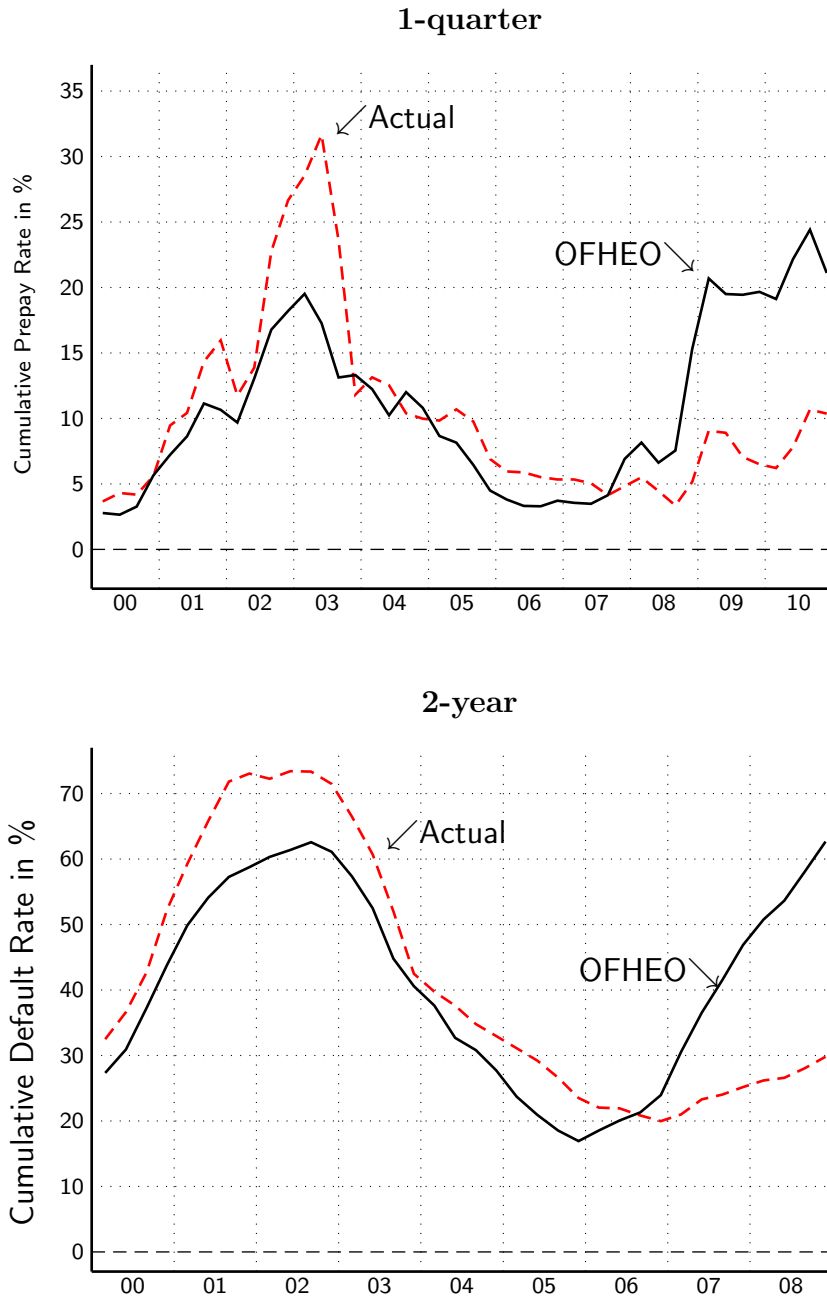 1-quarter
Cumulative Prepay Rate in %
35
30
25
20
15
10
5
0
Actual
OFHEO
00 01 02 03 04 05 06 07 08 09 10
2-year
Cumulative Default Rate in %
70
60
50
40
30
20
10
0
Actual
OFHEO
00 01 02 03 04 05 06 07 08